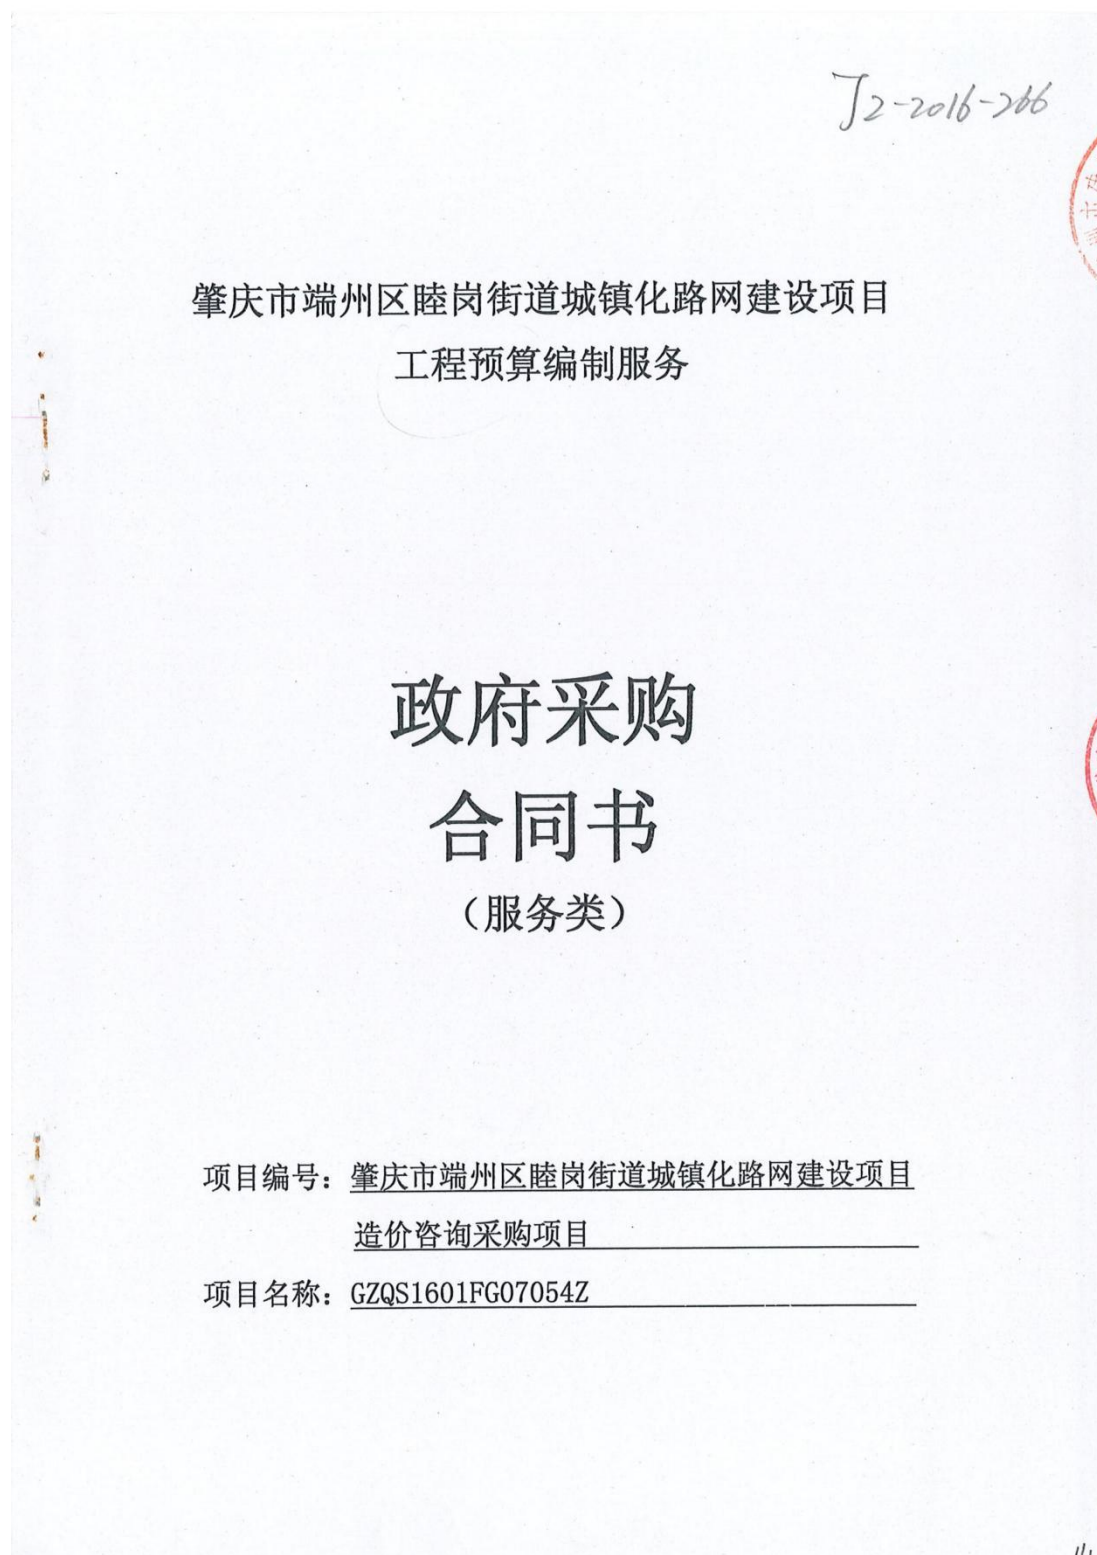 J2-2016-266
肇庆市端州区睦岗街道城镇化路网建设项目
工程预算编制服务
政府采购
合同书
（服务类）
项目编号：肇庆市端州区睦岗街道城镇化路网建设项目
造价咨询采购项目
项目名称：GZQS1601FG07054Z